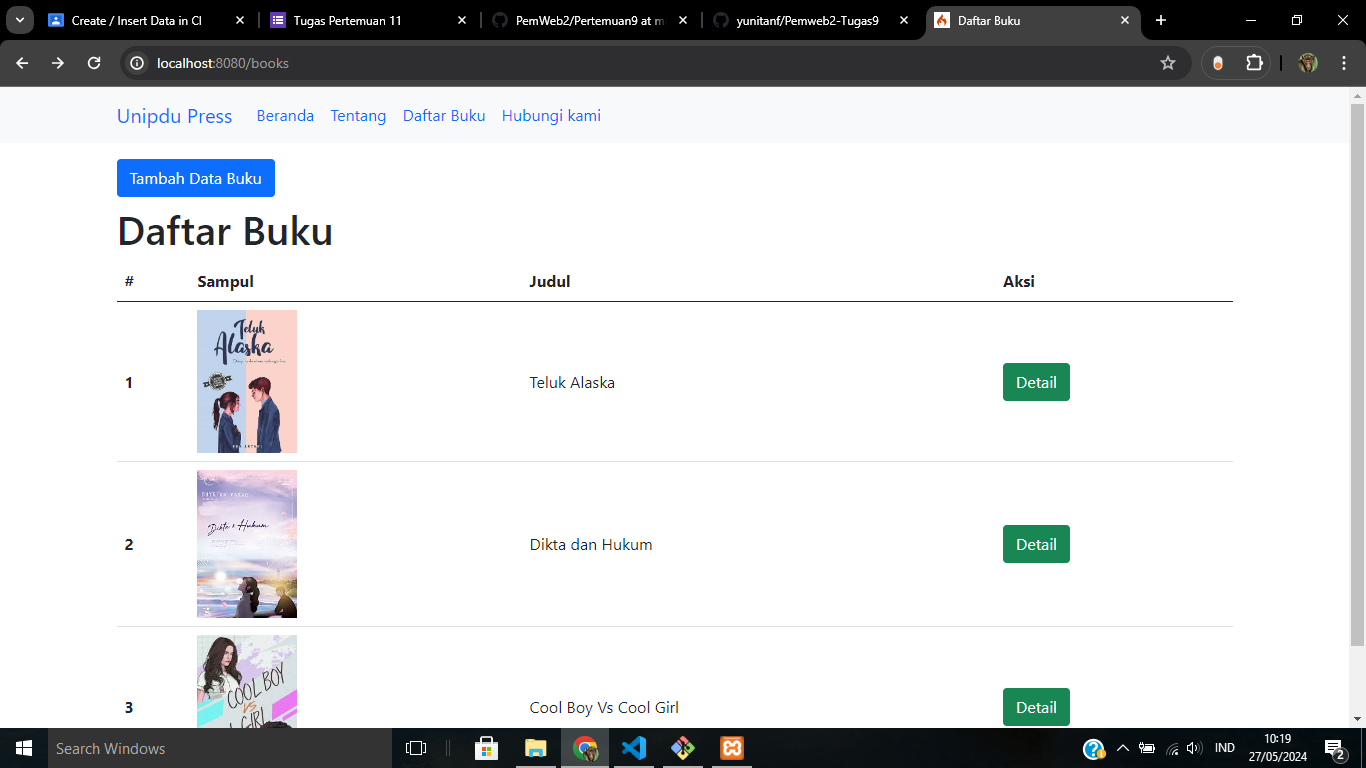 Create / Insert Data in CI
Tugas Pertemuan 11
PemWeb2/Pertemuan9 at m
yunitanf/Pemweb2-Tugas9
Daftar Buku
localhost:8080/books
Unipdu Press
Beranda
Tentang
Daftar Buku
Hubungi kami
Tambah Data Buku
Daftar Buku
# Sampul Judul Aksi
Teluk
Alaska
1 Teluk Alaska Detail
Dikta & Hukum
2 Dikta dan Hukum Detail
COOL BOY
VS
GIRL
3 Cool Boy Vs Cool Girl Detail
Search Windows
IND
10:19
27/05/2024
2